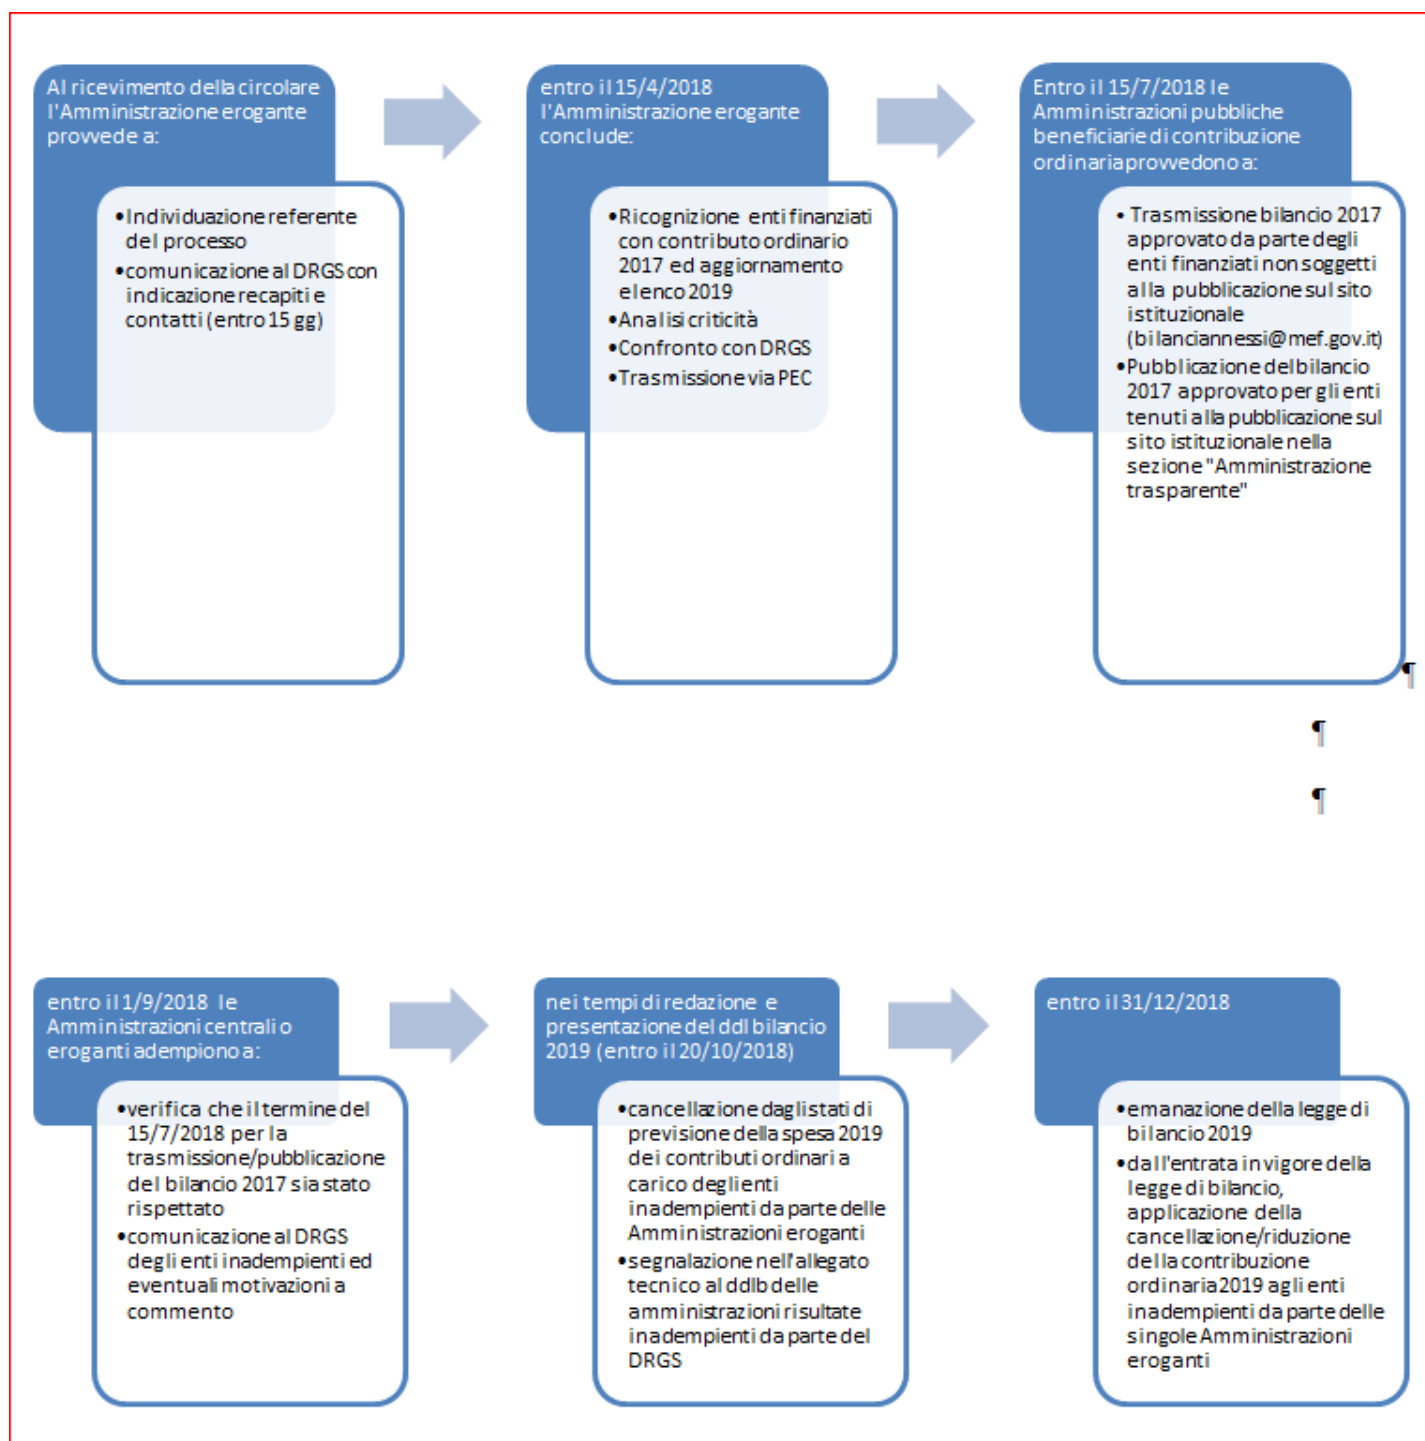 Al ricevimento della circolare
l'Amministrazione erogante
provvede a:
•Individuazione referente
del processo
•comunicazione al DRGS con
indicazione recapiti e
contatti (entro 15 gg)
entro il 15/4/2018
l'Amministrazione erogante
conclude:
•Ricognizione enti finanziati
con contributo ordinario
2017 ed aggiornamento
elenco 2019
•Analisi criticità
•Confronto con DRGS
•Trasmissione via PEC
Entro il 15/7/2018 le
Amministrazioni pubbliche
beneficiarie di contribuzione
ordinaria provvedono a:
• Trasmissione bilancio 2017
approvato da parte degli
enti finanziati non soggetti
alla pubblicazione sul sito
istituzionale
(bilanciannessi@mef.gov.it)
•Pubblicazione del bilancio
2017 approvato per gli enti
tenuti alla pubblicazione sul
sito istituzionale nella
sezione "Amministrazione
trasparente"
¶
¶
¶
entro il 1/9/2018 le
Amministrazioni centrali o
eroganti adempiono a:
•verifica che il termine del
15/7/2018 per la
trasmissione/pubblicazione
del bilancio 2017 sia stato
rispettato
•comunicazione al DRGS
degli enti inadempienti ed
eventuali motivazioni a
commento
nei tempi di redazione e
presentazione del ddl bilancio
2019 (entro il 20/10/2018)
•cancellazione dagli stati di
previsione della spesa 2019
dei contributi ordinari a
carico degli enti
inadempienti da parte delle
Amministrazioni eroganti
•segnalazione nell'allegato
tecnico al ddlb delle
amministrazioni risultate
inadempienti da parte del
DRGS
entro il 31/12/2018
•emanazione della legge di
bilancio 2019
•dall'entrata in vigore della
legge di bilancio,
applicazione della
cancellazione/riduzione
della contribuzione
ordinaria 2019 agli enti
inadempienti da parte delle
singole Amministrazioni
eroganti